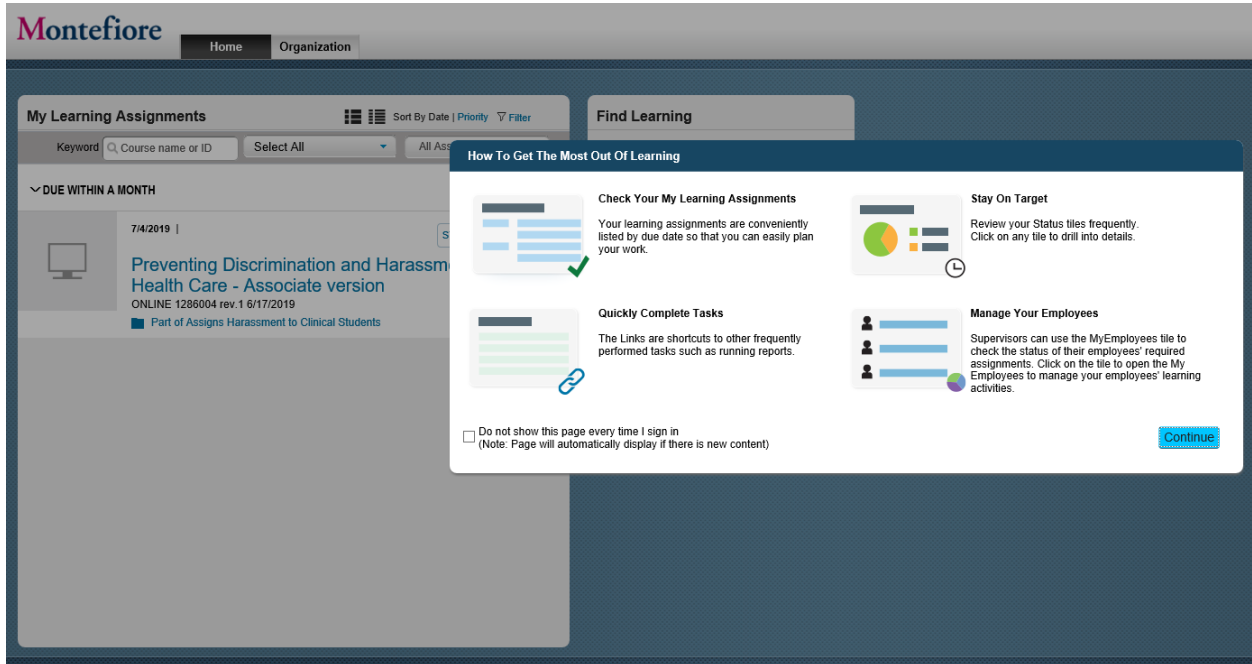 Montefiore
Home
Organization
My Learning Assignments
Sort By Date | Priority
Filter
Find Learning
Keyword
Course name or ID
Select All
All Ass
DUE WITHIN A MONTH
7/4/2019 |
Preventing Discrimination and Harassm
Health Care - Associate version
ONLINE 1286004 rev.1 6/17/2019
Part of Assigns Harassment to Clinical Students
How To Get The Most Out Of Learning
Check Your My Learning Assignments
Your learning assignments are conveniently
listed by due date so that you can easily plan
your work.
Stay On Target
Review your Status tiles frequently.
Click on any tile to drill into details.
Quickly Complete Tasks
The Links are shortcuts to other frequently
performed tasks such as running reports.
Manage Your Employees
Supervisors can use the MyEmployees tile to
check the status of their employees' required
assignments. Click on the tile to open the My
Employees to manage your employees' learning
activities.
Do not show this page every time I sign in
(Note: Page will automatically display if there is new content)
Continue